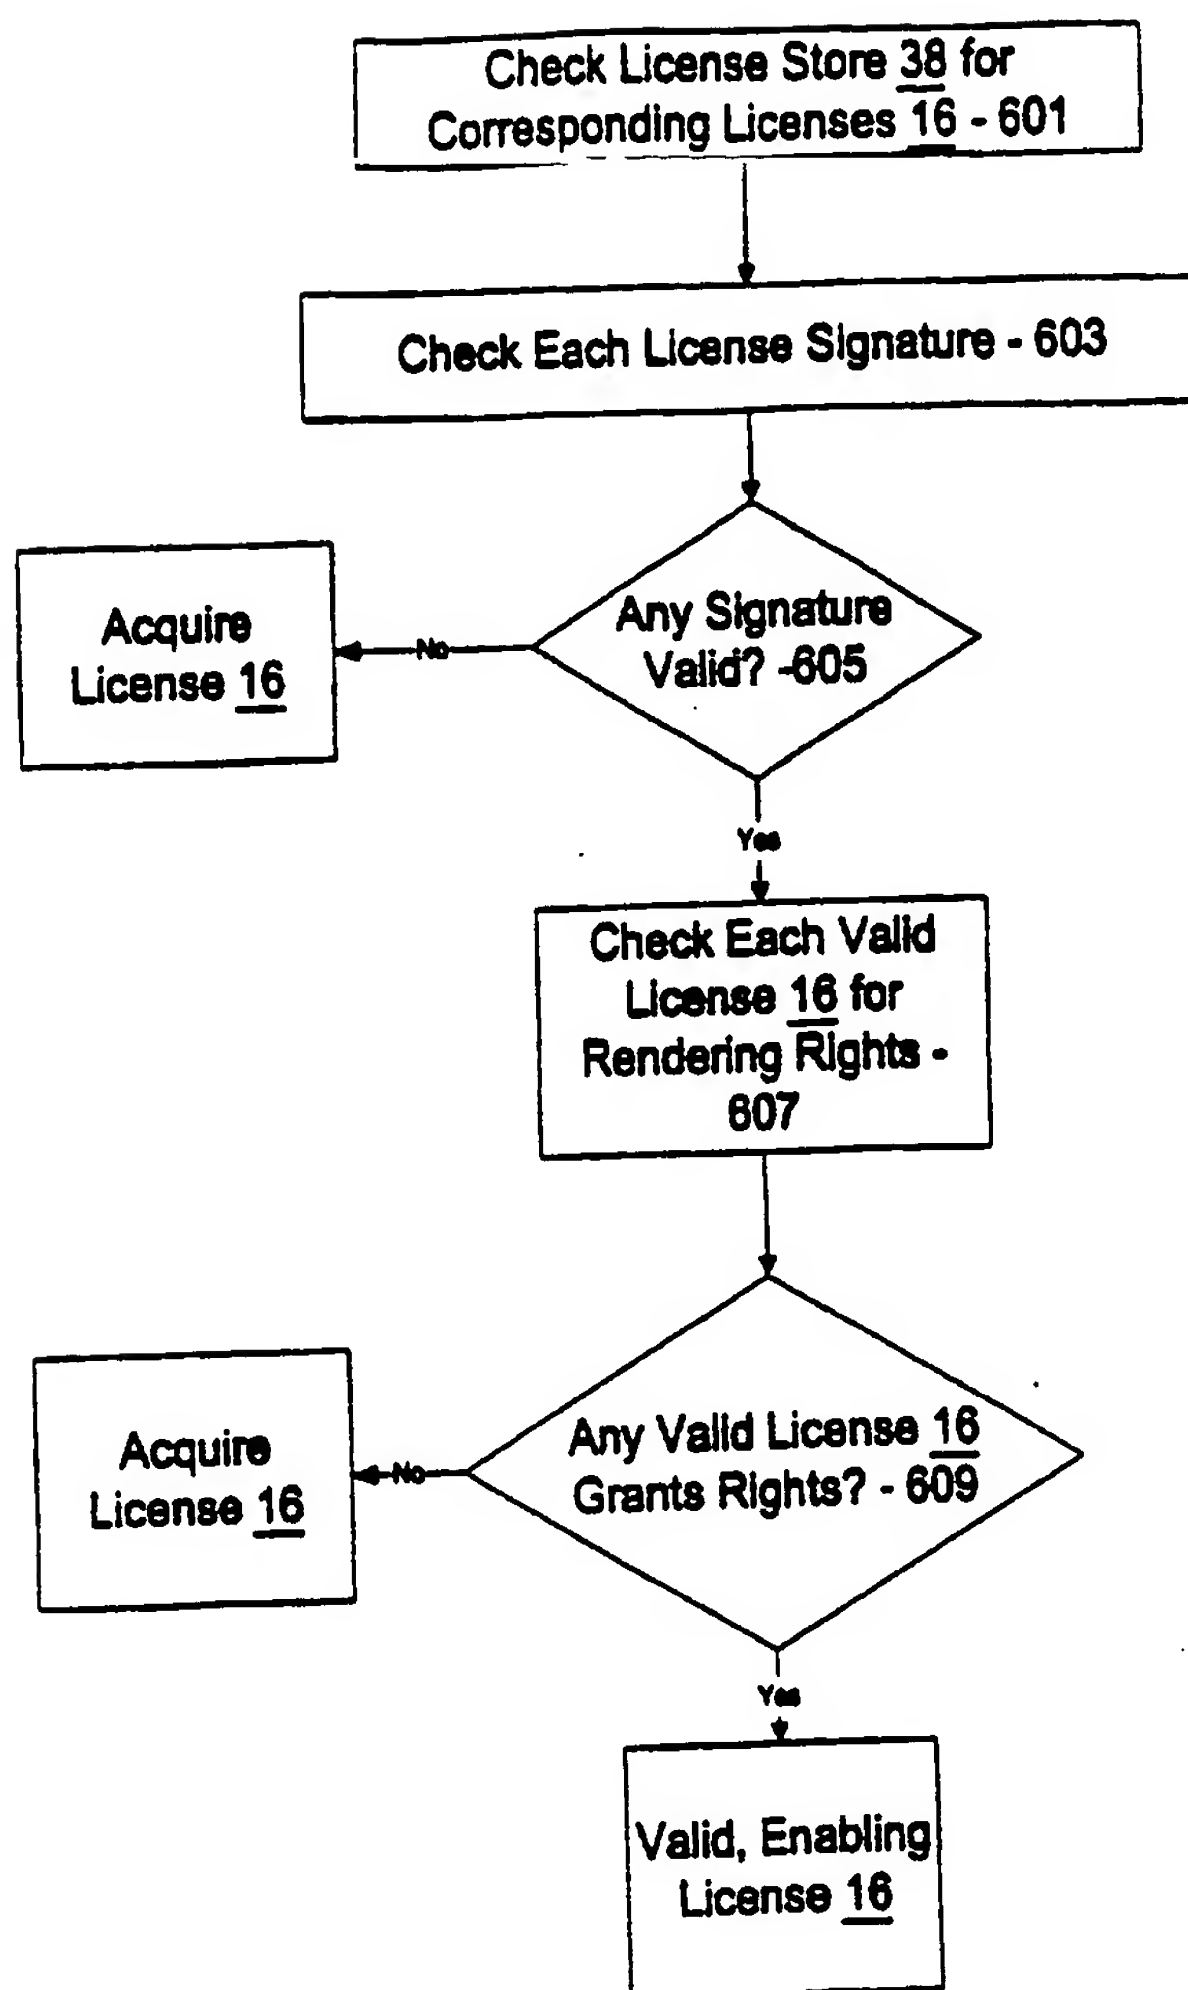 Check License Store 38 for
Corresponding Licenses 16 - 601
Check Each License Signature - 603
Any Signature
Valid? -605
No
Acquire
License 16
Yes
Check Each Valid
License 16 for
Rendering Rights -
607
Any Valid License 16
Grants Rights? - 609
No
Acquire
License 16
Yes
Valid, Enabling
License 16